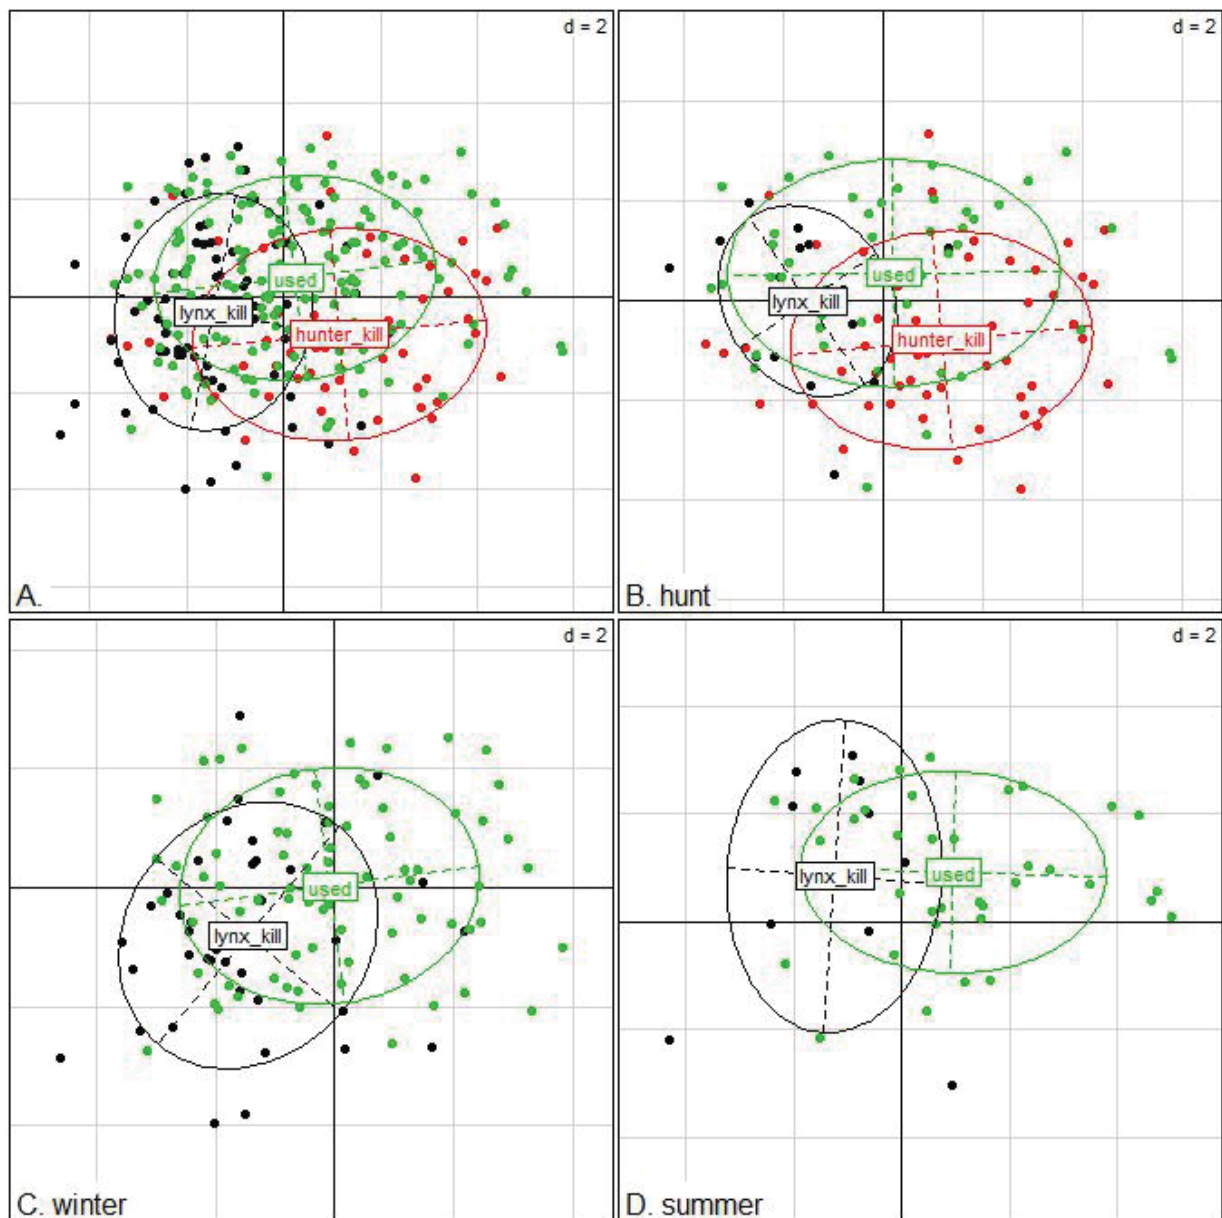 d = 2
used
lynx_kill
hunter_kill
A.
d = 2
used
lynx_kill
hunter_kill
B. hunt
d = 2
used
lynx_kill
C. winter
d = 2
lynx_kill
used
D. summer